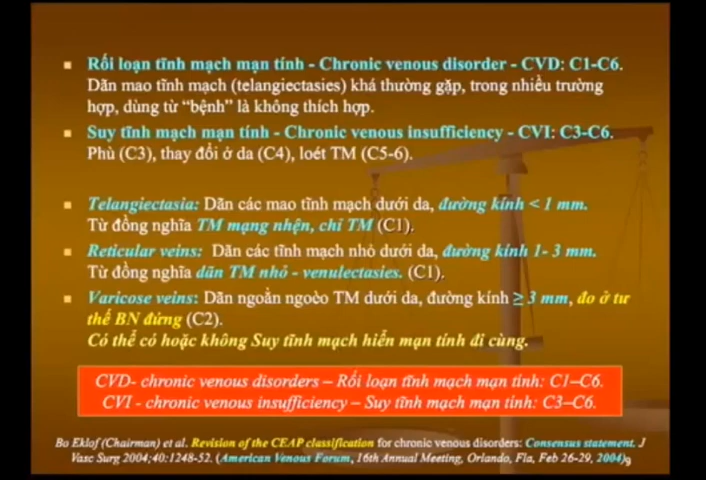 Rối loạn tĩnh mạch mạn tính - Chronic venous disorder - CVD: C1-C6.
Dãn mao tĩnh mạch (telangiectasies) khá thường gặp, trong nhiều trường
hợp, dùng từ “bệnh” là không thích hợp.
Suy tĩnh mạch mạn tính - Chronic venous insufficiency - CVI: C3-C6.
Phù (C3), thay đổi ở da (C4), loét TM (C5-6).
Telangiectasia: Dãn các mao tĩnh mạch dưới da, đường kính < 1 mm.
Từ đồng nghĩa TM mạng nhện, chỉ TM (C1).
Reticular veins: Dãn các tĩnh mạch nhỏ dưới da, đường kính 1- 3 mm.
Từ đồng nghĩa dãn TM nhỏ - venulectasies. (C1).
Varicose veins: Dãn ngoằn ngoèo TM dưới da, đường kính ≥ 3 mm, đo ở tư
thế BN đứng (C2).
Có thể có hoặc không Suy tĩnh mạch hiển mạn tính đi cùng.
CVD- chronic venous disorders – Rối loạn tĩnh mạch mạn tính: C1–C6.
CVI - chronic venous insufficiency – Suy tĩnh mạch mạn tính: C3–C6.
Bo Eklof (Chairman) et al. Revision of the CEAP classification for chronic venous disorders: Consensus statement. J
Vasc Surg 2004;40:1248-52. (American Venous Forum, 16th Annual Meeting, Orlando, Fla, Feb 26-29, 2004)9